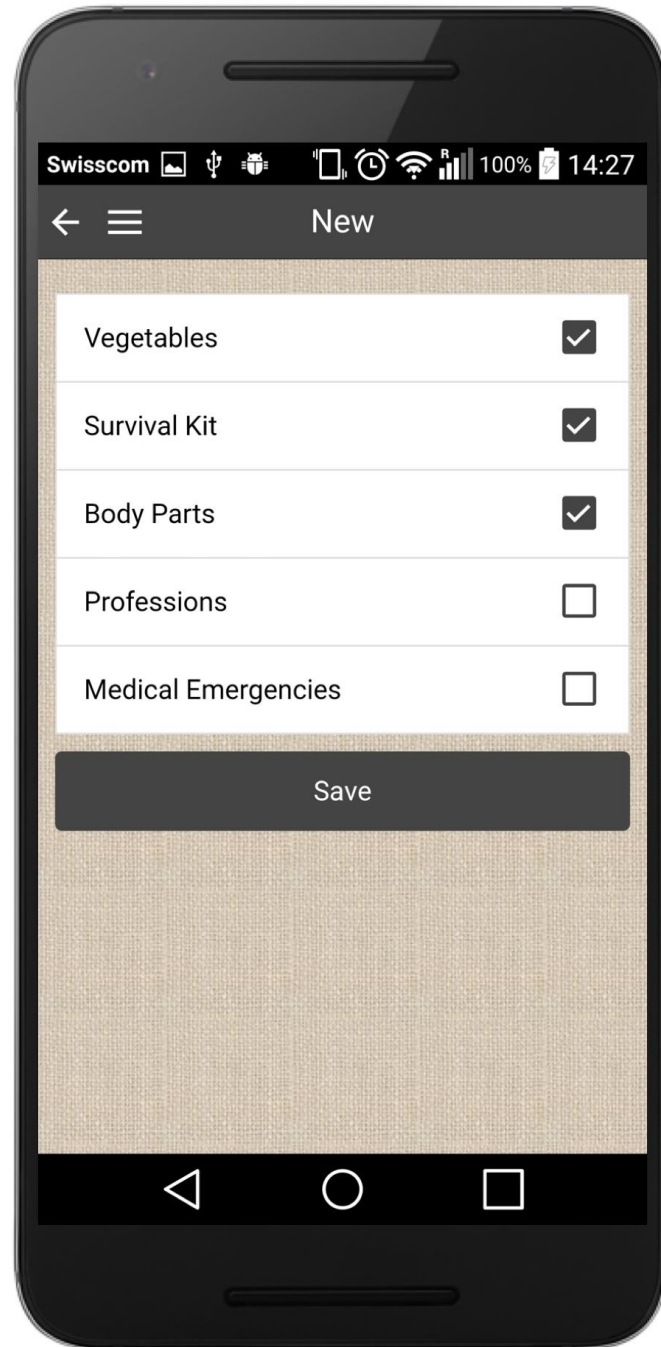 Swisscom R 100% 14:27
New
Vegetables
Survival Kit
Body Parts
Professions
Medical Emergencies
Save